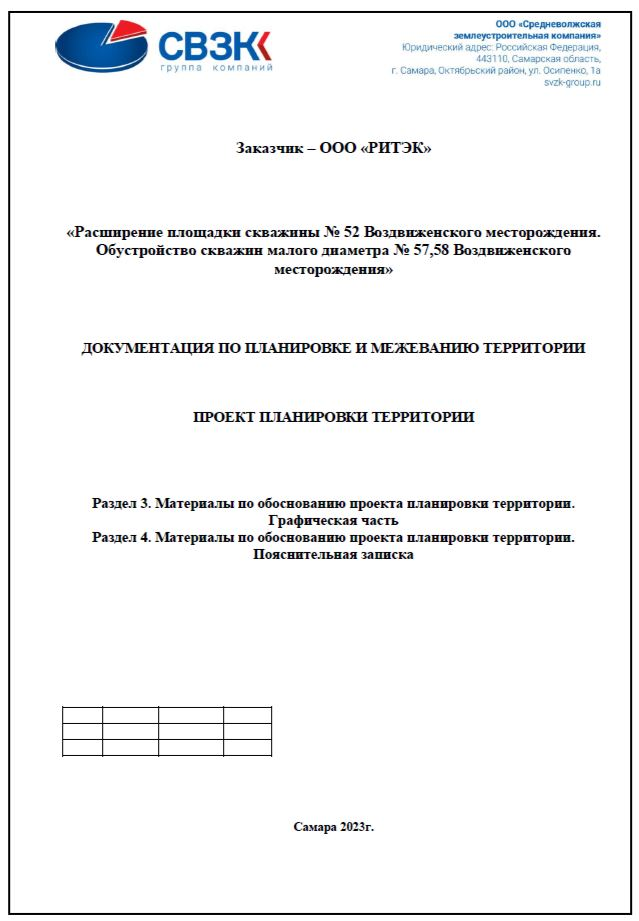 СВЗК
группа компаний
ООО «Средневолжская
землеустроительная компания»
Юридический адрес: Российская Федерация,
443110, Самарская область,
г. Самара, Октябрьский район, ул. Осипенко, 1а
svzk-group.ru
Заказчик – ООО «РИТЭК»
«Расширение площадки скважины № 52 Воздвиженского месторождения.
Обустройство скважин малого диаметра № 57,58 Воздвиженского
месторождения»
ДОКУМЕНТАЦИЯ ПО ПЛАНИРОВКЕ И МЕЖЕВАНИЮ ТЕРРИТОРИИ
ПРОЕКТ ПЛАНИРОВКИ ТЕРРИТОРИИ
Раздел 3. Материалы по обоснованию проекта планировки территории.
Графическая часть
Раздел 4. Материалы по обоснованию проекта планировки территории.
Пояснительная записка
Самара 2023г.